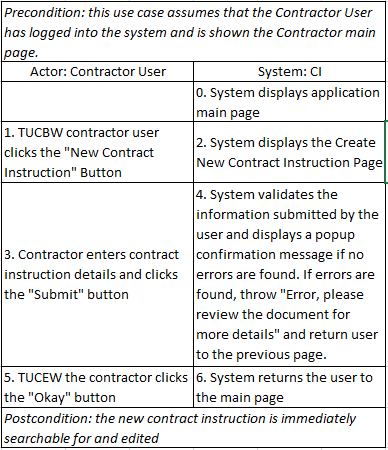 Precondition: this use case assumes that the Contractor User
has logged into the system and is shown the Contractor main
page.
Actor: Contractor User
System: CI
0. System displays application
main page
1. TUCBW contractor user
clicks the "New Contract
Instruction" Button
2. System displays the Create
New Contract Instruction Page
3. Contractor enters contract
instruction details and clicks
the "Submit" button
4. System validates the
information submitted by the
user and displays a popup
confirmation message if no
errors are found. If errors are
found, throw "Error, please
review the document for
more details" and return user
to the previous page.
5. TUCEW the contractor clicks
the "Okay" button
6. System returns the user to
the main page
Postcondition: the new contract instruction is immediately
searchable for and edited